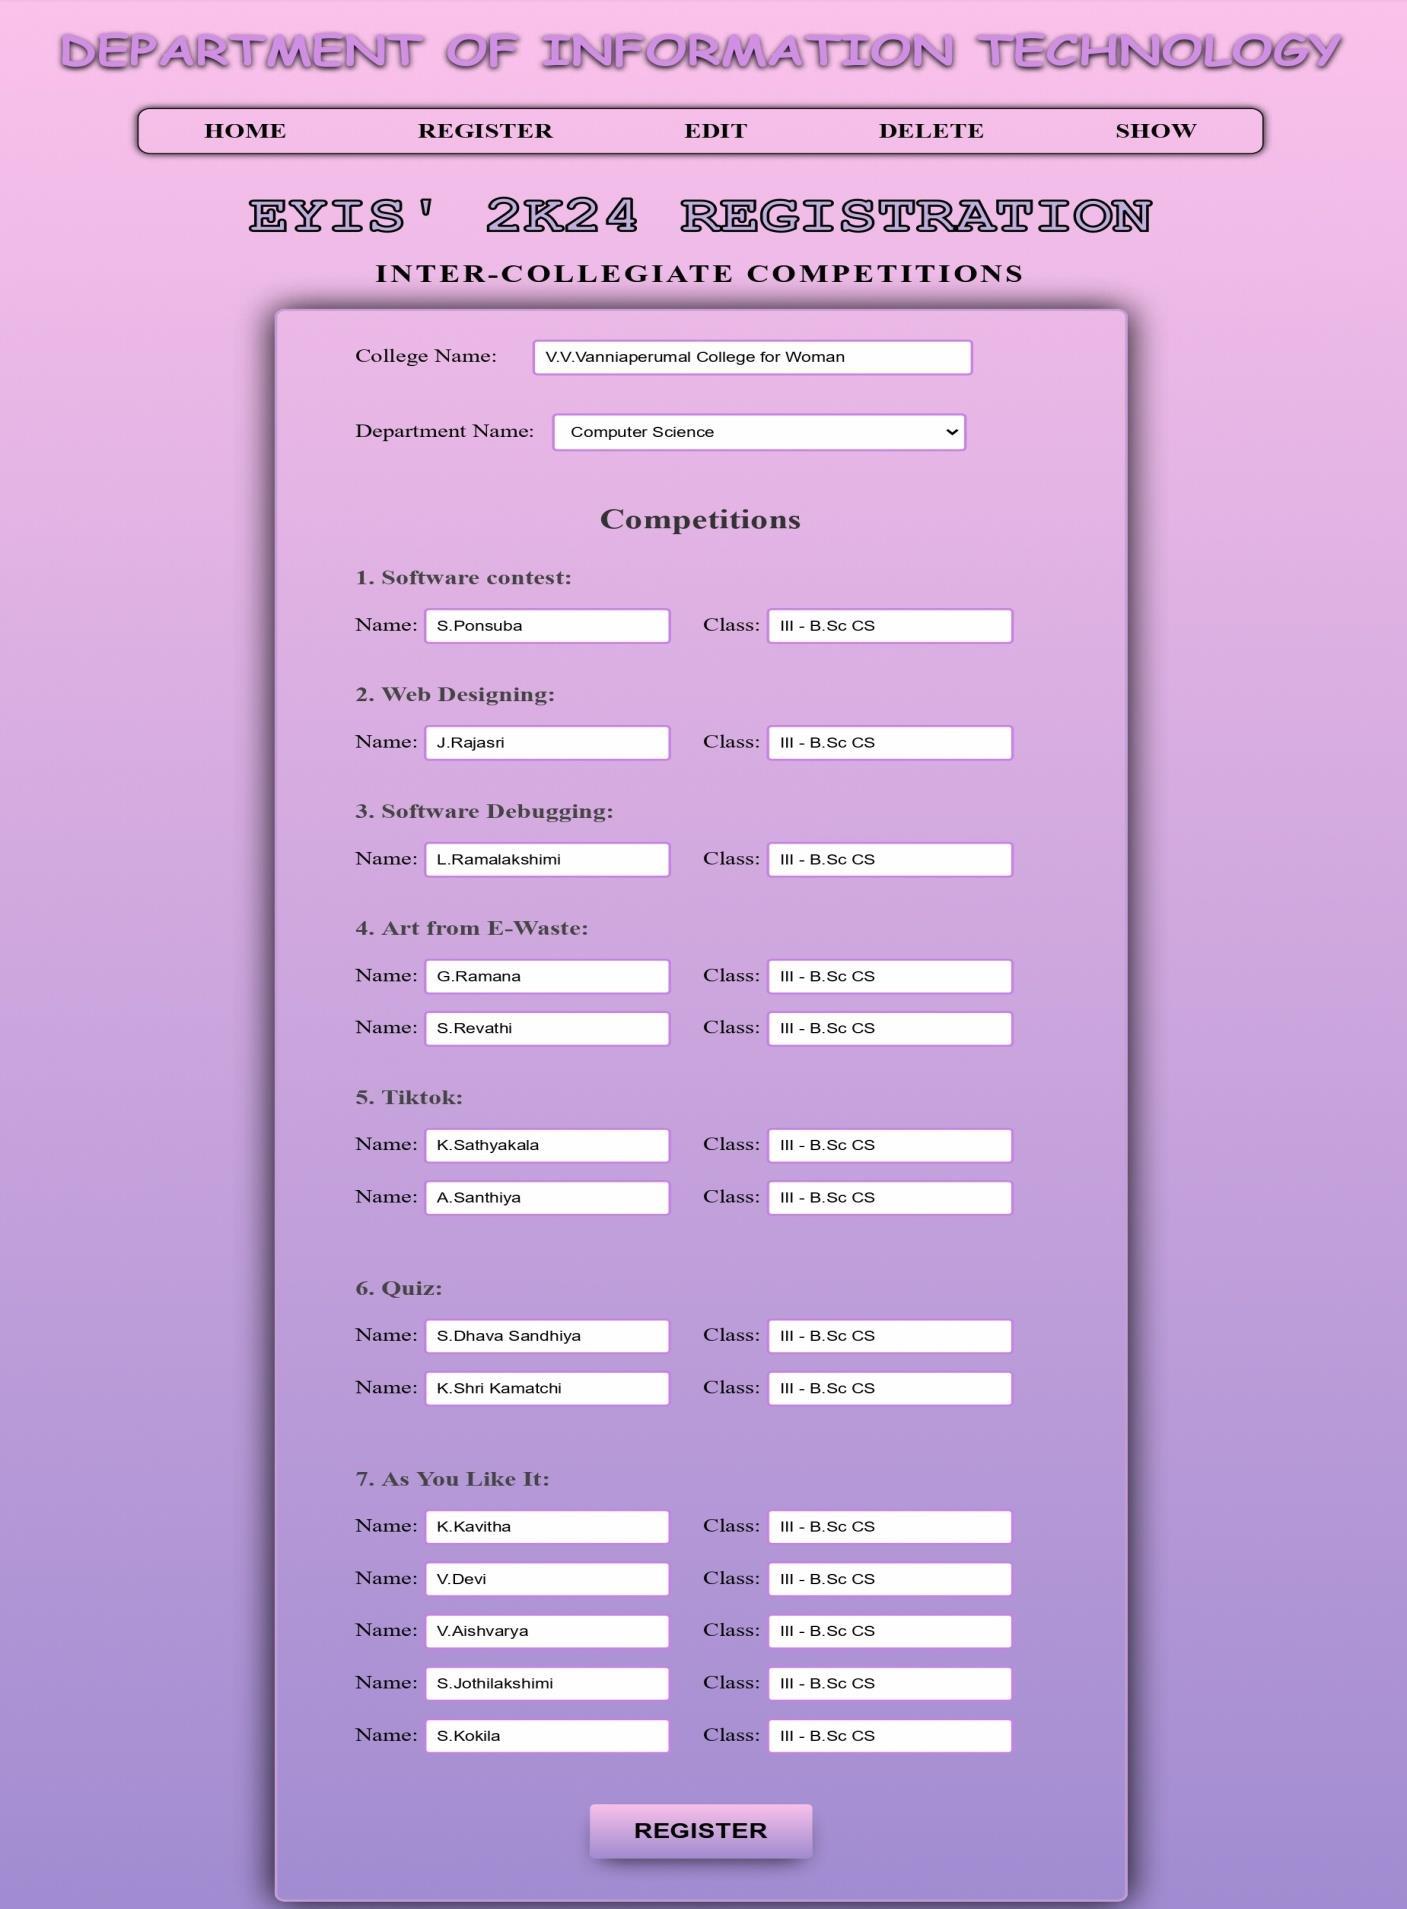 DEPARTMENT OF INFORMATION TECHNOLOGY
HOME REGISTER EDIT DELETE SHOW
EYIS' 2K24 REGISTRATION
INTER-COLLEGIATE COMPETITIONS
College Name: V.V.Vanniaperumal College for Woman
Department Name: Computer Science
Competitions
1. Software contest:
Name: S.Ponsuba Class: III - B.Sc CS
2. Web Designing:
Name: J.Rajasri Class: III - B.Sc CS
3. Software Debugging:
Name: L.Ramalakshimi Class: III - B.Sc CS
4. Art from E-Waste:
Name: G.Ramana Class: III - B.Sc CS
Name: S.Revathi Class: III - B.Sc CS
5. Tiktok:
Name: K.Sathyakala Class: III - B.Sc CS
Name: A.Santhiya Class: III - B.Sc CS
6. Quiz:
Name: S.Dhava Sandhiya Class: III - B.Sc CS
Name: K.Shri Kamatchi Class: III - B.Sc CS
7. As You Like It:
Name: K.Kavitha Class: III - B.Sc CS
Name: V.Devi Class: III - B.Sc CS
Name: V.Aishvarya Class: III - B.Sc CS
Name: S.Jothilakshimi Class: III - B.Sc CS
Name: S.Kokila Class: III - B.Sc CS
REGISTER